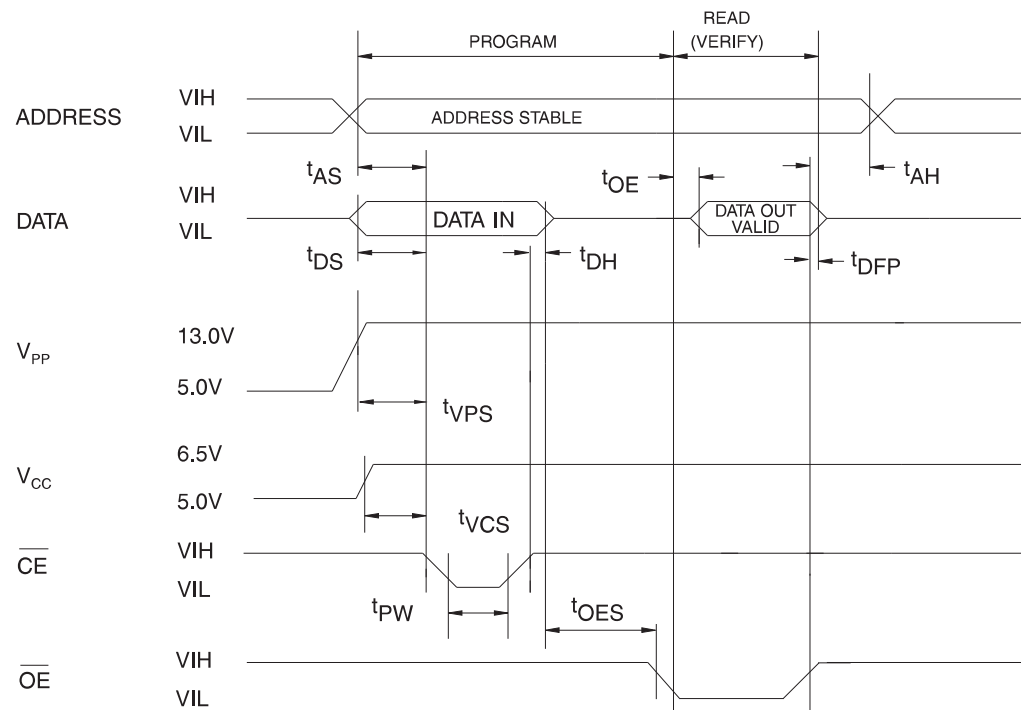 PROGRAM
READ
(VERIFY)
ADDRESS
VIH
VIL
ADDRESS STABLE
tAS
tOE
tAH
DATA
VIH
VIL
DATA IN
DATA OUT
VALID
tDS
tDH
tDFP
VPP
13.0V
5.0V
tVPS
VCC
6.5V
5.0V
tVCS
CE
VIH
VIL
tPW
tOES
OE
VIH
VIL